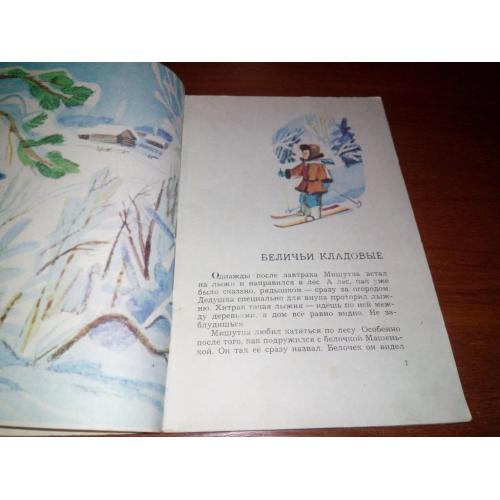 БЕЛИЧЬИ КЛАДОВЫЕ
Однажды после завтрака Мишутка встал
на лыжи и направился в лес. А лес, как уже
было сказано, рядышком — сразу за огородом.
Дедушка специально для внука проторил лыж-
ню. Хитрая такая лыжня — идёшь по ней меж-
ду деревьями, а дом всё равно видно. Не за-
блудишься.
Мишутка любил кататься по лесу. Особенно
после того, как подружился с белочкой Машень-
кой. Он так её сразу назвал. Белочек он видел
7